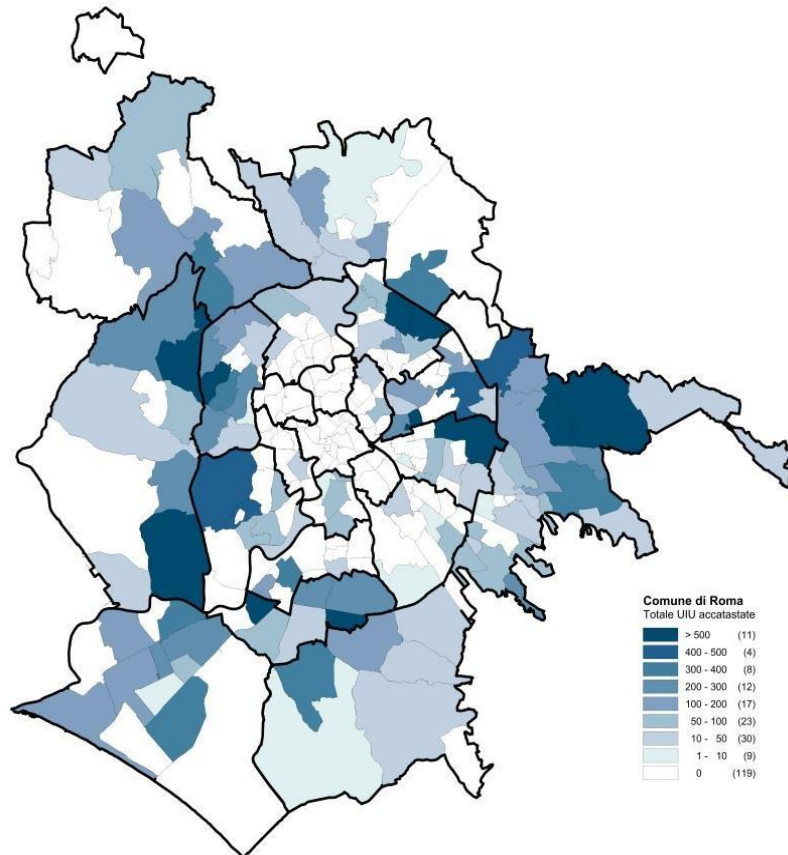 Comune di Roma
Totale UIU accatastate
> 500 (11)
400 - 500 (4)
300 - 400 (8)
200 - 300 (12)
100 - 200 (17)
50 - 100 (23)
10 - 50 (30)
1 - 10 (9)
0 (119)